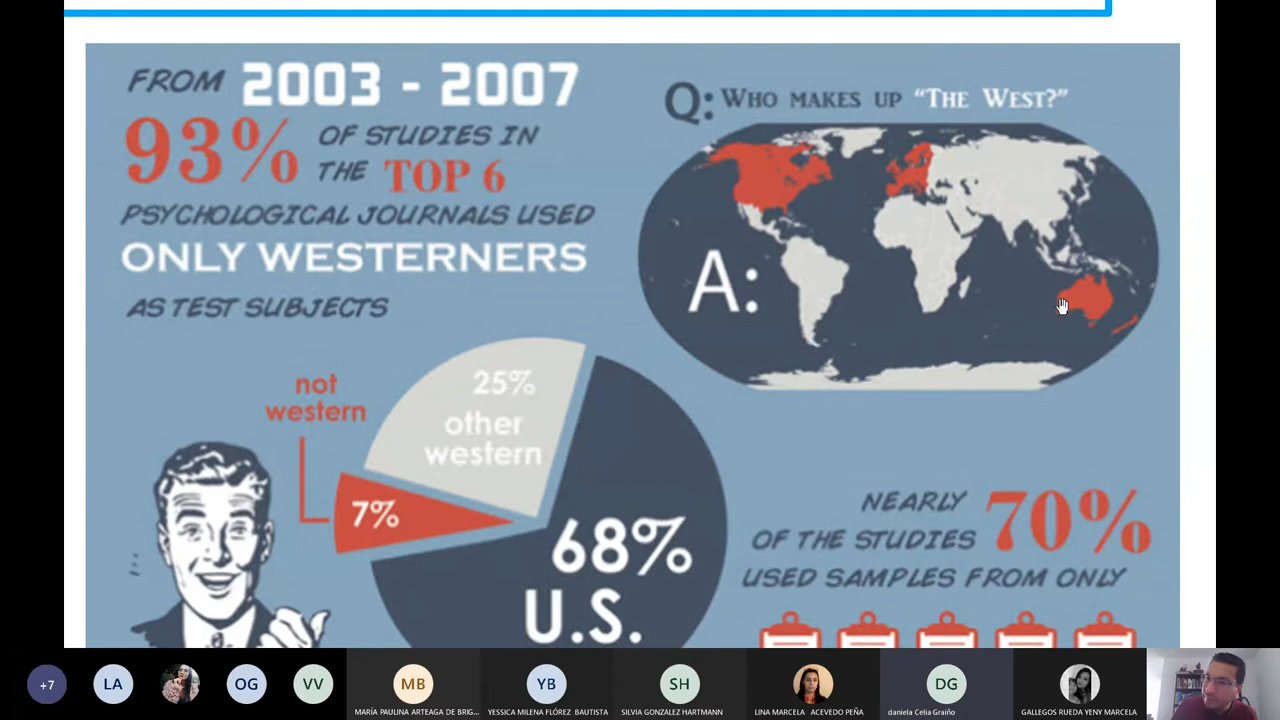 FROM 2003 - 2007
93% OF STUDIES IN
THE TOP 6
PSYCHOLOGICAL JOURNALS USED
ONLY WESTERNERS
AS TEST SUBJECTS
Q: WHO MAKES UP "THE WEST?"
A:
not
western
25%
other
western
7%
68%
U.S.
NEARLY 70%
OF THE STUDIES
USED SAMPLES FROM ONLY
+7
LA
OG
VV
MB
YB
SH
DG
MARÍA PAULINA ARTEAGA DE BRIG...
YESSICA MILENA FLÓREZ BAUTISTA
SILVIA GONZALEZ HARTMANN
LINA MARCELA ACEVEDO PEÑA
daniela Celia Graiño
GALLEGOS RUEDA YENY MARCELA